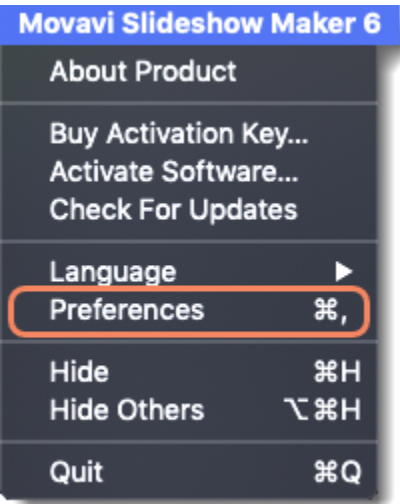 Movavi Slideshow Maker 6
About Product
Buy Activation Key...
Activate Software...
Check For Updates
Language ▶
Preferences ⌘,
Hide ⌘H
Hide Others ⌥⌘H
Quit ⌘Q